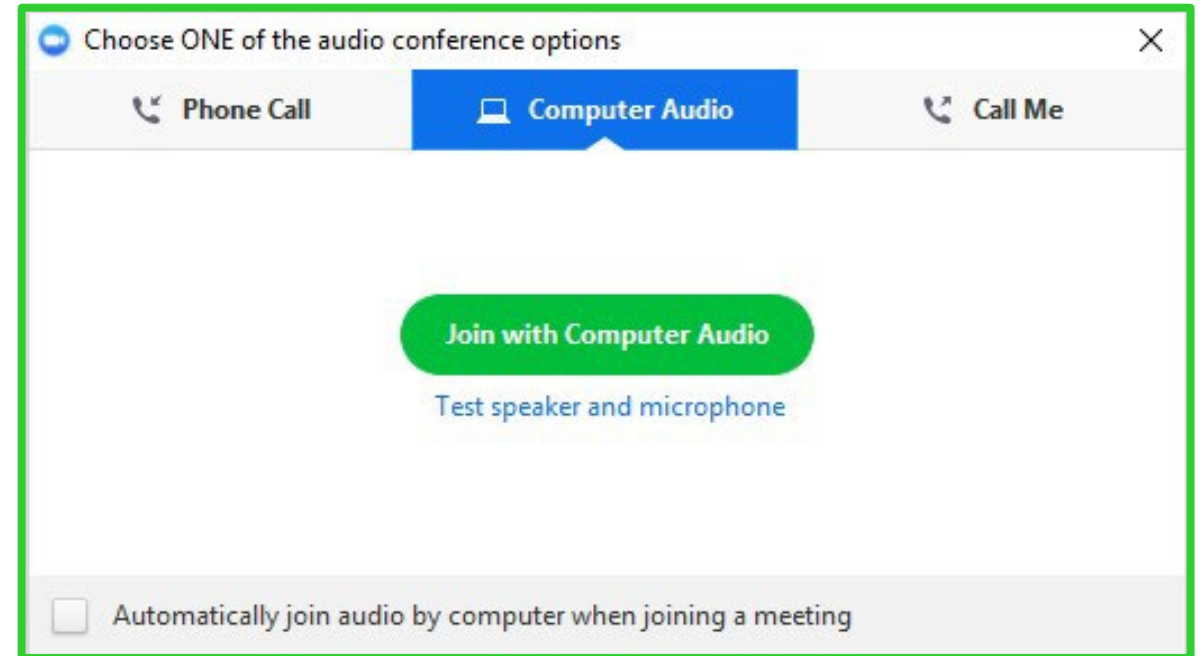 Choose ONE of the audio conference options
Phone Call
Computer Audio
Call Me
Join with Computer Audio
Test speaker and microphone
Automatically join audio by computer when joining a meeting